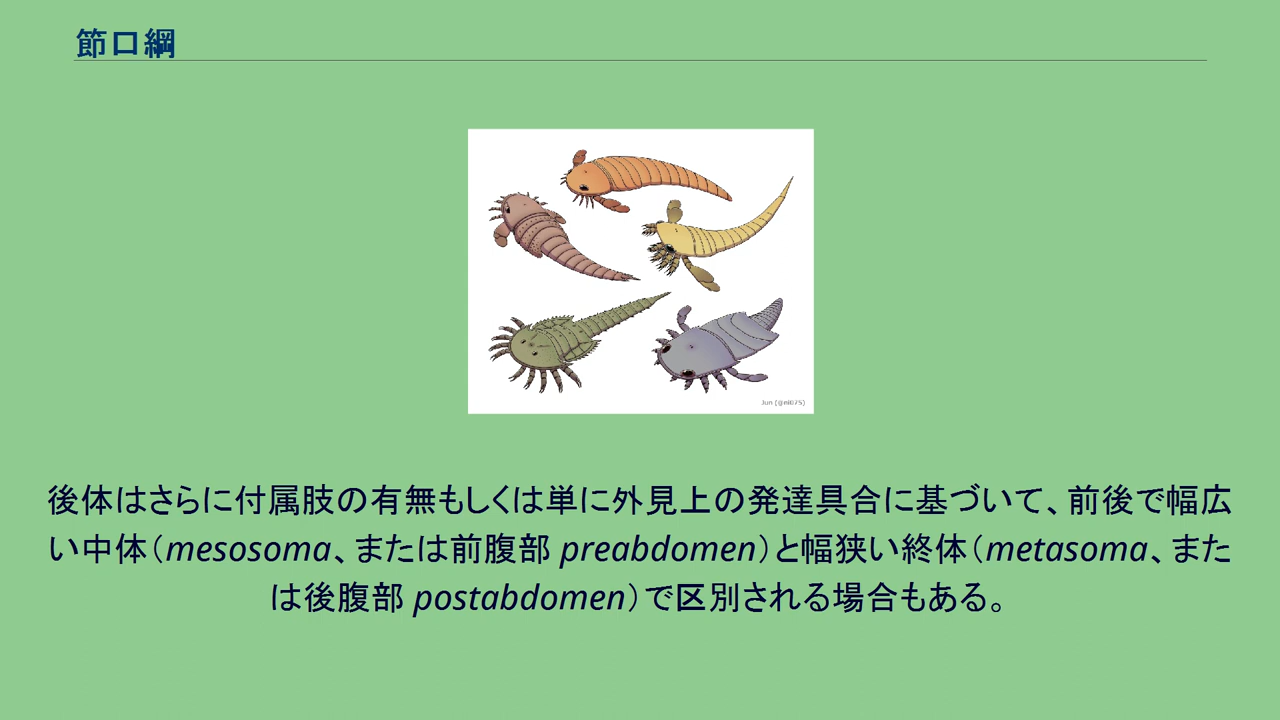 節口綱
Jun (@ni075)
後体はさらに付属肢の有無もしくは単に外見上の発達具合に基づいて、前後で幅広
い中体（mesosoma、または前腹部 preabdomen）と幅狭い終体（metasoma、また
は後腹部 postabdomen）で区別される場合もある。